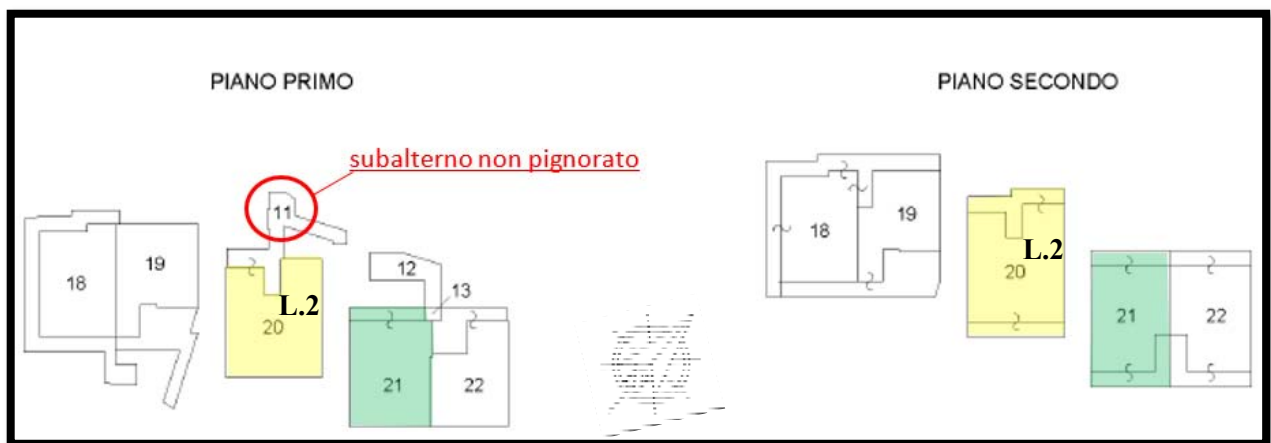 PIANO PRIMO
PIANO SECONDO
subalterno non pignorato
11
18
19
12
13
L.2
20
21
22
18
19
L.2
20
21
22